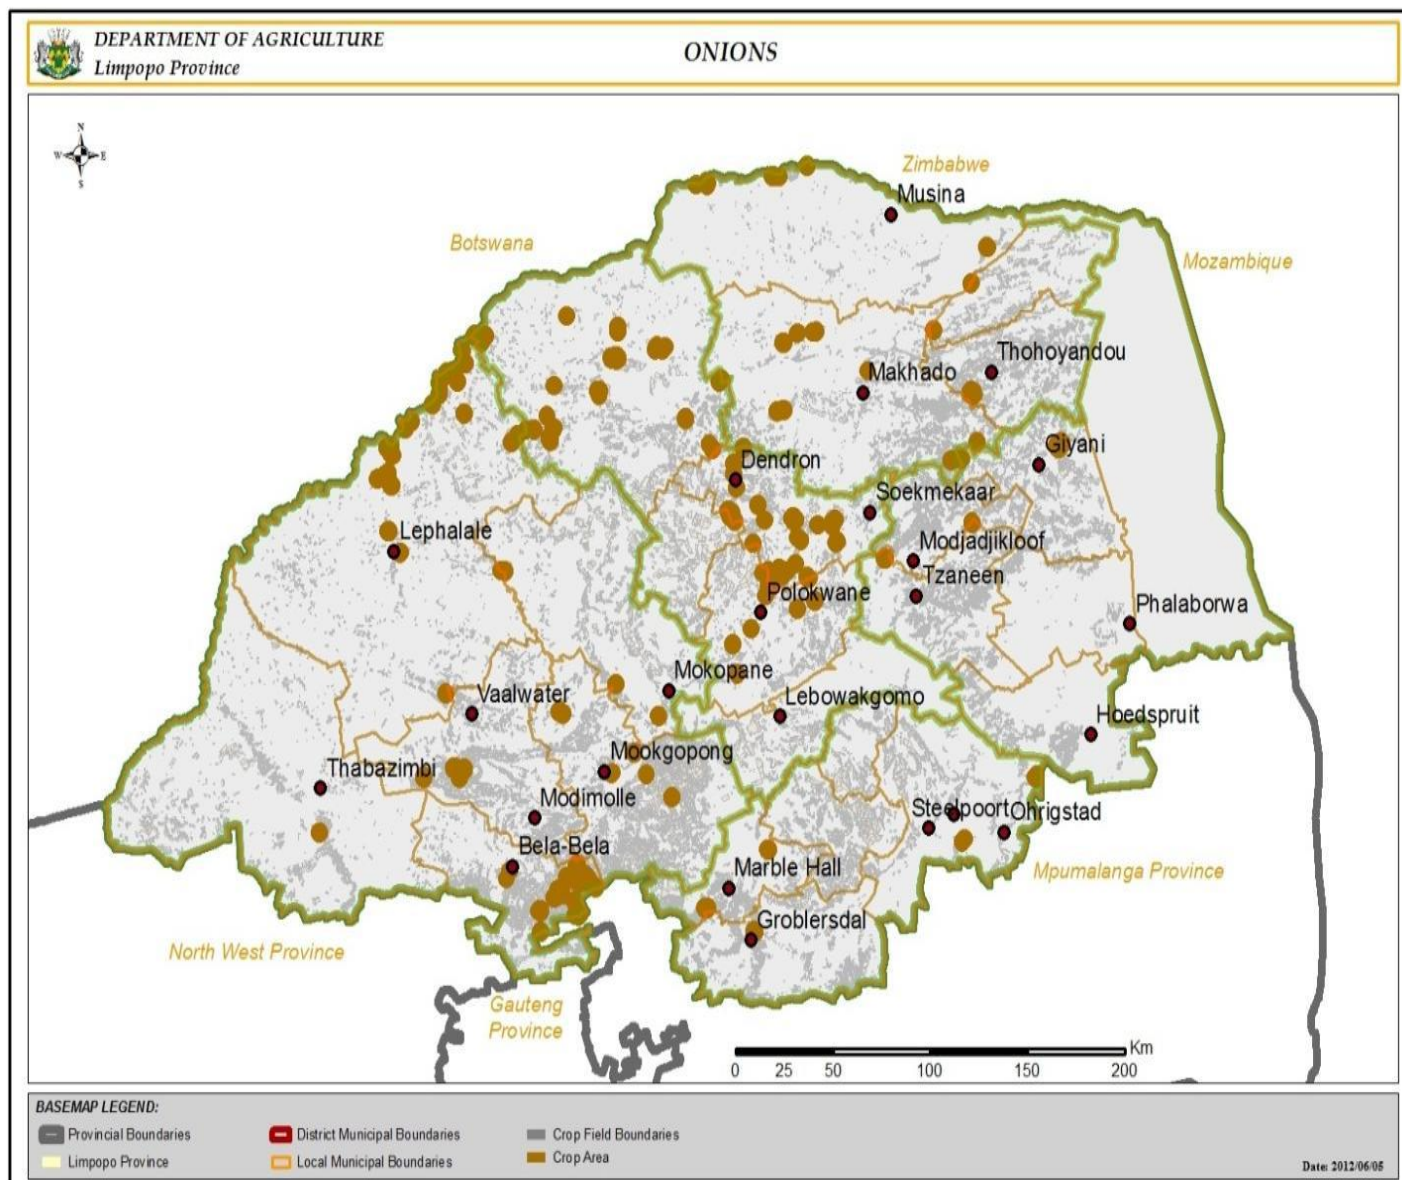 DEPARTMENT OF AGRICULTURE
Limpopo Province
ONIONS
N
W
E
S
Zimbabwe
Musina
Botswana
Mozambique
Thohoyandou
Makhado
Giyani
Dendron
Soekmekaar
Lephalale
Modjadjikloof
Tzaneen
Polokwane
Phalaborwa
Mokopane
Vaalwater
Lebowakgomo
Hoedspruit
Mookgopong
Thabazimbi
Modimolle
Steelpoort
Ohrigstad
Bela-Bela
Marble Hall
Mpumalanga Province
Groblersdal
North West Province
Gauteng
Province
Km
0 25 50 100 150 200
BASEMAP LEGEND:
Provincial Boundaries
District Municipal Boundaries
Crop Field Boundaries
Limpopo Province
Local Municipal Boundaries
Crop Area
Date: 2012/06/05